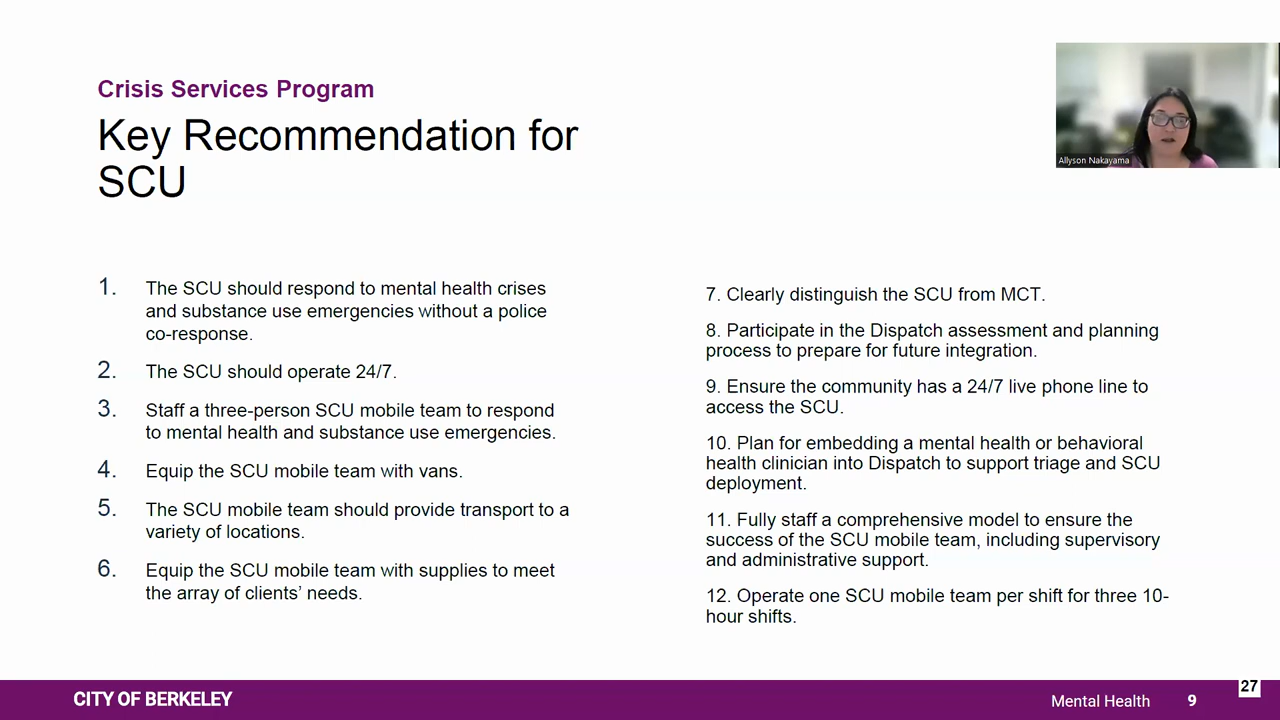 Crisis Services Program
Key Recommendation for
SCU
Allyson Nakayama
1. The SCU should respond to mental health crises
and substance use emergencies without a police
co-response.
2. The SCU should operate 24/7.
3. Staff a three-person SCU mobile team to respond
to mental health and substance use emergencies.
4. Equip the SCU mobile team with vans.
5. The SCU mobile team should provide transport to a
variety of locations.
6. Equip the SCU mobile team with supplies to meet
the array of clients’ needs.
7. Clearly distinguish the SCU from MCT.
8. Participate in the Dispatch assessment and planning
process to prepare for future integration.
9. Ensure the community has a 24/7 live phone line to
access the SCU.
10. Plan for embedding a mental health or behavioral
health clinician into Dispatch to support triage and SCU
deployment.
11. Fully staff a comprehensive model to ensure the
success of the SCU mobile team, including supervisory
and administrative support.
12. Operate one SCU mobile team per shift for three 10-
hour shifts.
CITY OF BERKELEY
Mental Health 9
27